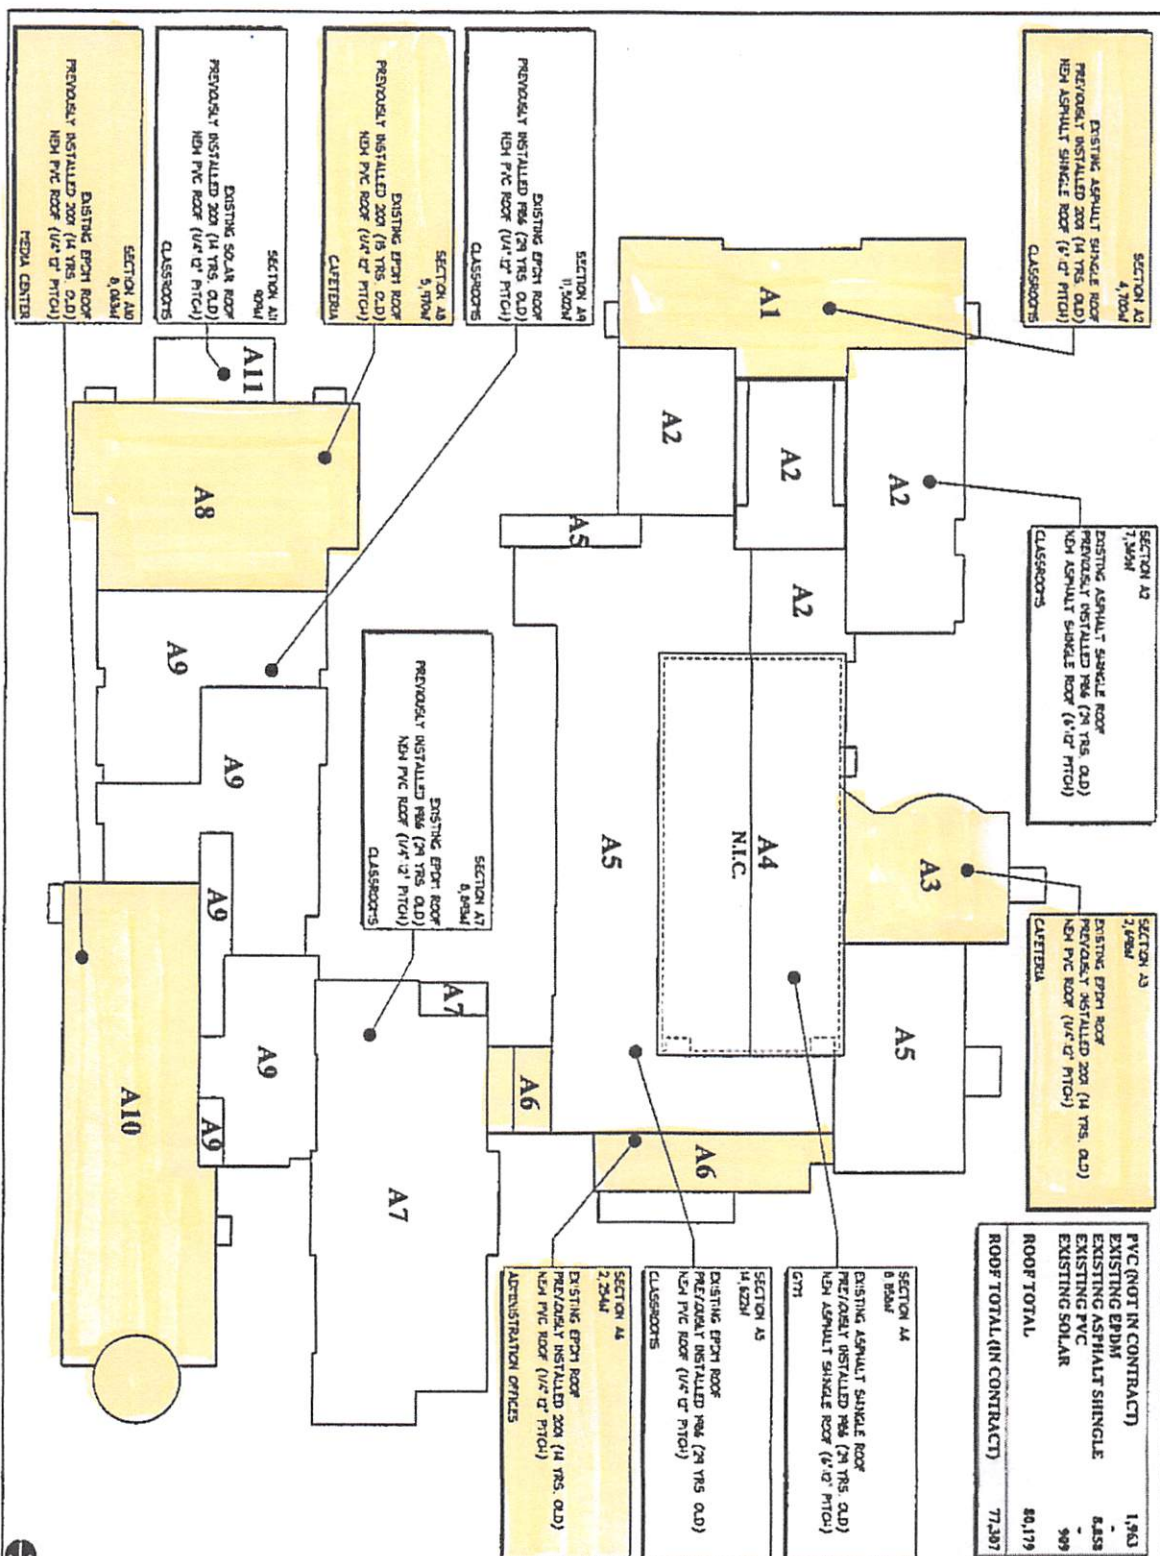 SECTION A2
4,700sf
EXISTING ASPHALT SHINGLE ROOF
PREVIOUSLY INSTALLED 2001 (14 YRS. OLD)
NEW ASPHALT SHINGLE ROOF (6":12" PITCH)
CLASSROOMS
SECTION A2
7,365sf
EXISTING ASPHALT SHINGLE ROOF
PREVIOUSLY INSTALLED 1986 (29 YRS. OLD)
NEW ASPHALT SHINGLE ROOF (6":12" PITCH)
CLASSROOMS
SECTION A3
2,698sf
EXISTING EPDM ROOF
PREVIOUSLY INSTALLED 2001 (14 YRS. OLD)
NEW PVC ROOF (1/4":12" PITCH)
CAFETERIA
PVC (NOT IN CONTRACT) 1,963
EXISTING EPDM -
EXISTING ASPHALT SHINGLE 8,858
EXISTING PVC -
EXISTING SOLAR 909
ROOF TOTAL 80,179
ROOF TOTAL (IN CONTRACT) 77,307
SECTION A9
11,502sf
EXISTING EPDM ROOF
PREVIOUSLY INSTALLED 1986 (29 YRS. OLD)
NEW PVC ROOF (1/4":12" PITCH)
CLASSROOMS
SECTION A8
5,970sf
EXISTING EPDM ROOF
PREVIOUSLY INSTALLED 2001 (15 YRS. OLD)
NEW PVC ROOF (1/4":12" PITCH)
CAFETERIA
SECTION A11
909sf
EXISTING SOLAR ROOF
PREVIOUSLY INSTALLED 2001 (14 YRS. OLD)
NEW PVC ROOF (1/4":12" PITCH)
CLASSROOMS
SECTION A10
8,063sf
EXISTING EPDM ROOF
PREVIOUSLY INSTALLED 2001 (14 YRS. OLD)
NEW PVC ROOF (1/4":12" PITCH)
MEDIA CENTER
SECTION A7
EXISTING EPDM ROOF
PREVIOUSLY INSTALLED 1986 (29 YRS. OLD)
NEW PVC ROOF (1/4":12" PITCH)
CLASSROOMS
SECTION A4
8,858sf
EXISTING ASPHALT SHINGLE ROOF
PREVIOUSLY INSTALLED 1986 (29 YRS. OLD)
NEW ASPHALT SHINGLE ROOF (6":12" PITCH)
GYM
SECTION A5
14,622sf
EXISTING EPDM ROOF
PREVIOUSLY INSTALLED 1986 (29 YRS OLD)
NEW PVC ROOF (1/4":12" PITCH)
CLASSROOMS
SECTION A6
2,254sf
EXISTING EPDM ROOF
PREVIOUSLY INSTALLED 2001 (14 YRS. OLD)
NEW PVC ROOF (1/4":12" PITCH)
ADMINISTRATION OFFICES
A1
A2
A2
A2
A2
A3
A4
N.I.C.
A5
A5
A5
A6
A6
A7
A7
A8
A9
A9
A9
A9
A9
A10
A11